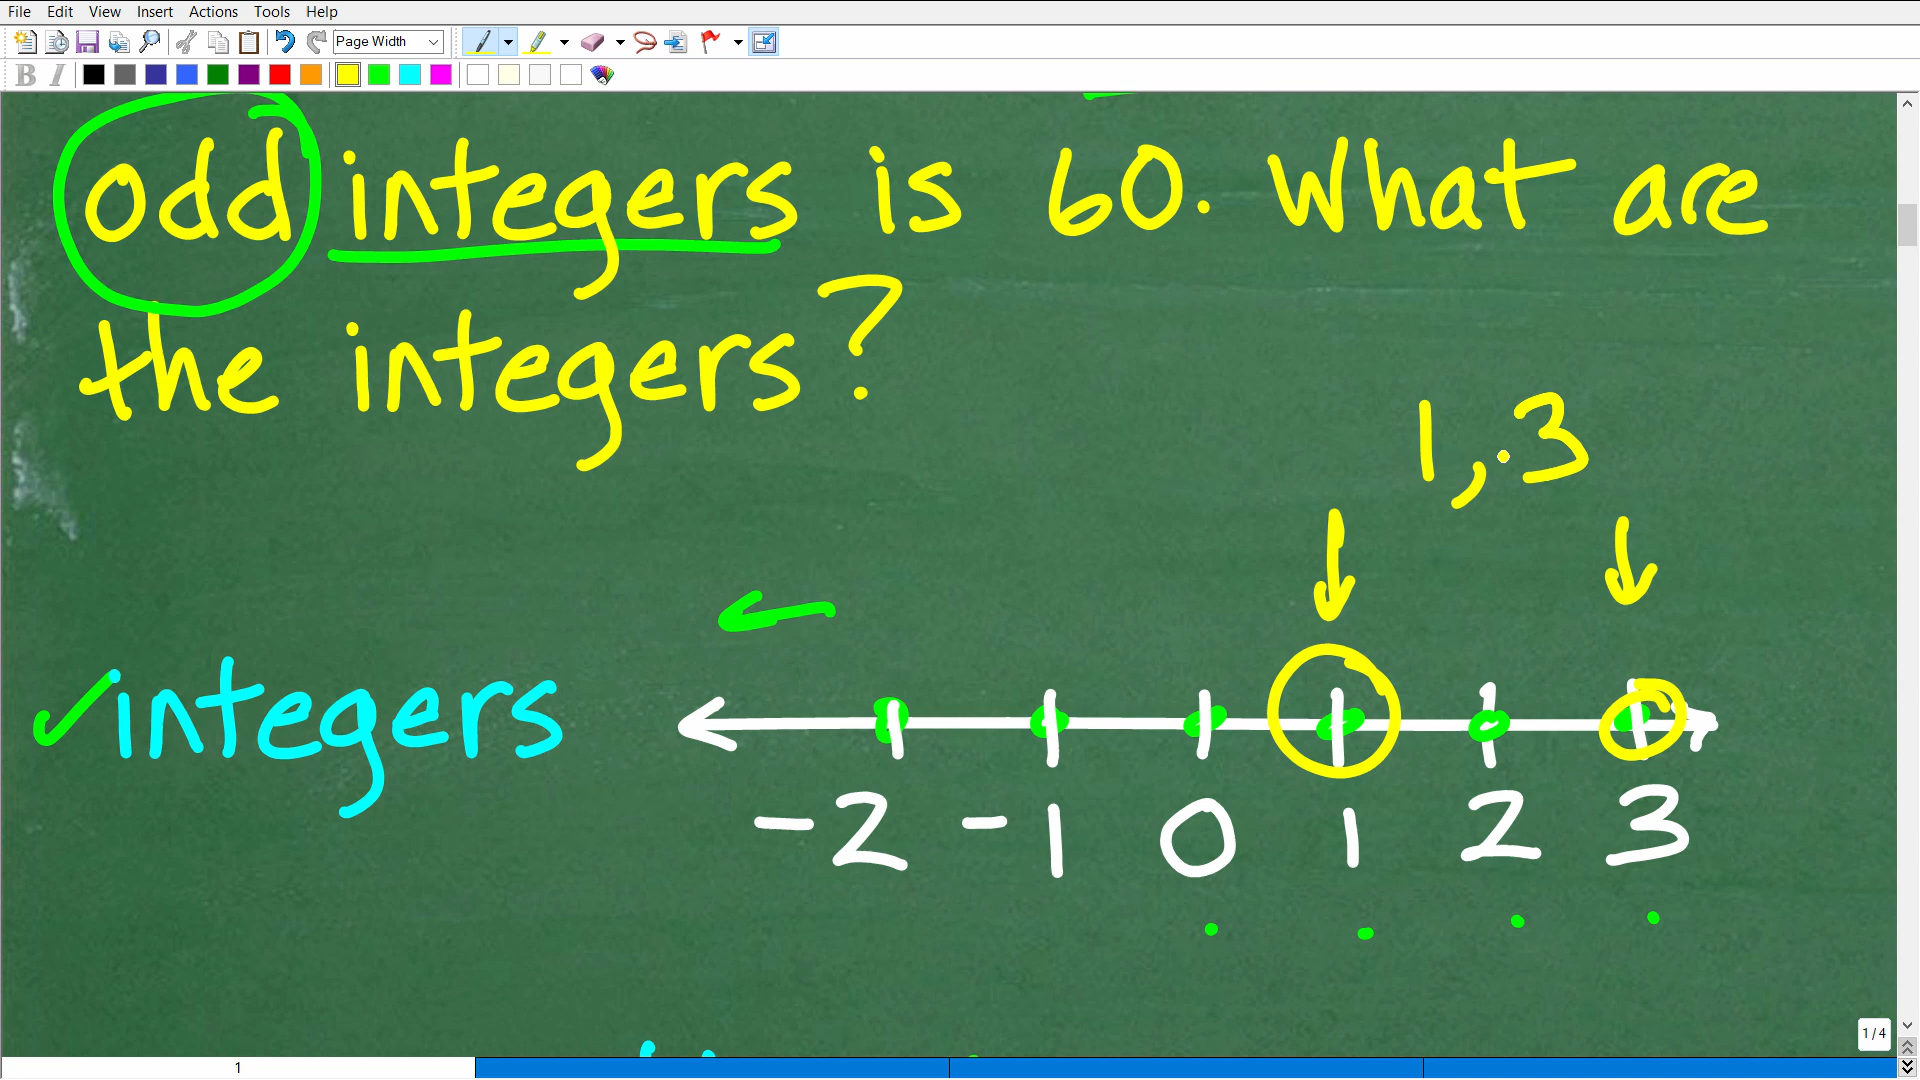 File Edit View Insert Actions Tools Help
Page Width
B I
odd integers is 60. What are
the integers?
1, 3
integers
-2 -1 0 1 2 3
1 / 4
1